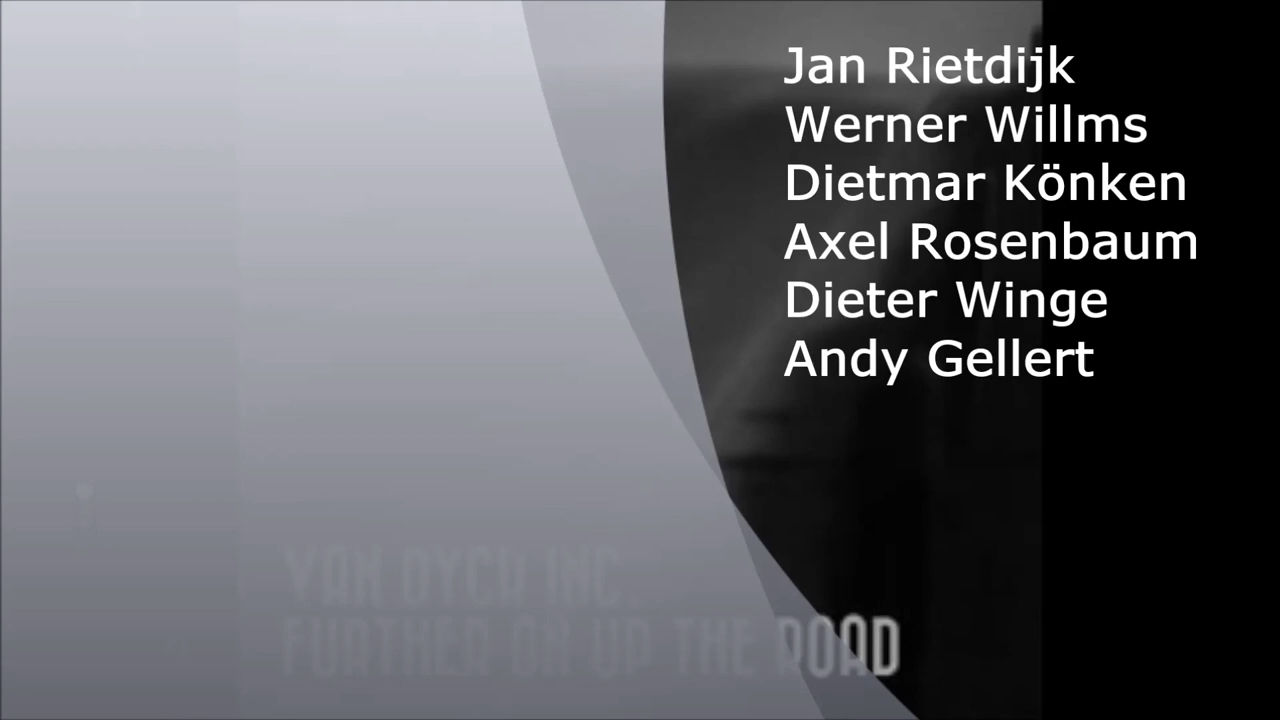 Jan Rietdijk
Werner Willms
Dietmar Könken
Axel Rosenbaum
Dieter Winge
Andy Gellert
VAN DYCK INC.
FURTHER ON UP THE ROAD